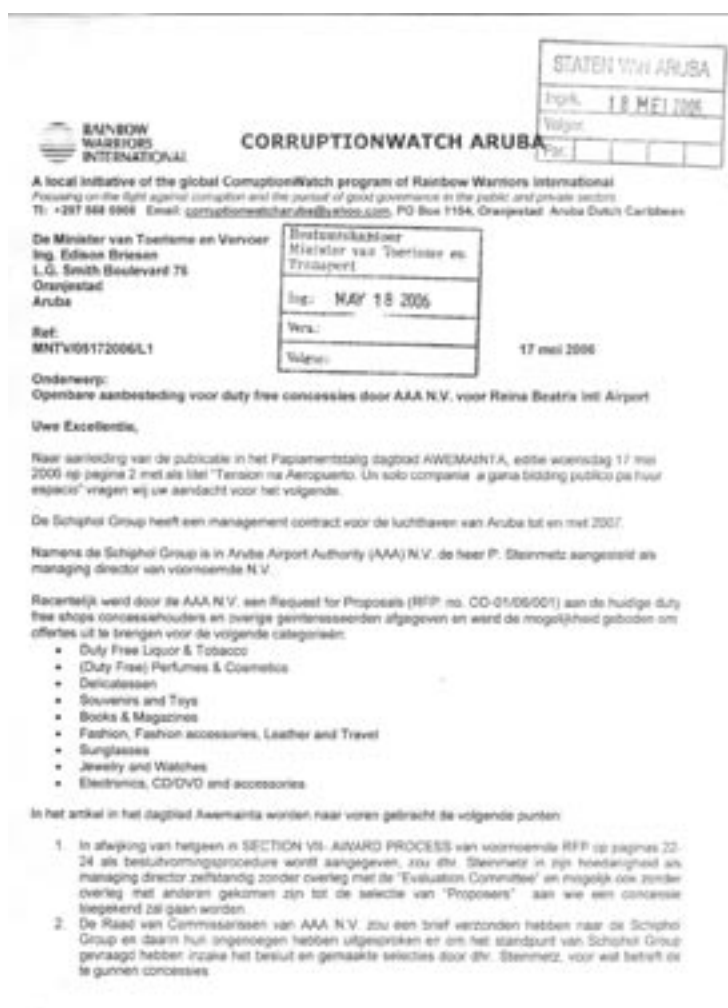 STATEN VAN ARUBA
Ingek. 18 MEI 2006
Volgnr.
Par.
RAINBOW
WARRIORS
INTERNATIONAL
CORRUPTIONWATCH ARUBA
A local initiative of the global CorruptionWatch program of Rainbow Warriors International
Focusing on the fight against corruption and the pursuit of good governance in the public and private sectors
Tl: +297 568 5908 Email: corruptionwatcharuba@yahoo.com, PO Box 1154, Oranjestad Aruba Dutch Caribbean
De Minister van Toerisme en Vervoer
Ing. Edison Briesen
L.G. Smith Boulevard 76
Oranjestad
Aruba
Bestuurskantoor
Minister van Toerisme en
Transport
Ing.: MAY 18 2006
Vers.:
Volgnr:
Ref:
MNTV/05172006/L1
17 mei 2006
Onderwerp:
Openbare aanbesteding voor duty free concessies door AAA N.V. voor Reina Beatrix Intl Airport
Uwe Excellentie,
Naar aanleiding van de publicatie in het Papiamentstalig dagblad AWEMAINTA, editie woensdag 17 mei
2006 op pagina 2 met als titel "Tension na Aeropuerto. Un solo compania a gana bidding publico pa huur
espacio" vragen wij uw aandacht voor het volgende.
De Schiphol Group heeft een management contract voor de luchthaven van Aruba tot en met 2007.
Namens de Schiphol Group is in Aruba Airport Authority (AAA) N.V. de heer P. Steinmetz aangesteld als
managing director van voornoemde N.V.
Recentelijk werd door de AAA N.V. een Request for Proposals (RFP: no. CO-01/06/001) aan de huidige duty
free shops concessiehouders en overige geinteresseerden afgegeven en werd de mogelijkheid geboden om
offertes uit te brengen voor de volgende categorieën:
• Duty Free Liquor & Tobacco
• (Duty Free) Perfumes & Cosmetics
• Delicatessen
• Souvenirs and Toys
• Books & Magazines
• Fashion, Fashion accessories, Leather and Travel
• Sunglasses
• Jewelry and Watches
• Electronics, CD/DVD and accessories
In het artikel in het dagblad Awemainta worden naar voren gebracht de volgende punten:
1. In afwijking van hetgeen in SECTION VII- AWARD PROCESS van voornoemde RFP op paginas 22-
24 als besluitvormingsprocedure wordt aangegeven, zou dhr. Steinmetz in zijn hoedanigheid als
managing director zelfstandig zonder overleg met de "Evaluation Committee" en mogelijk ook zonder
overleg met anderen gekomen zijn tot de selectie van "Proposers" aan wie een concessie
toegekend zal gaan worden.
2. De Raad van Commissarissen van AAA N.V. zou een brief verzonden hebben naar de Schiphol
Group en daarin hun ongenoegen hebben uitgesproken en om het standpunt van Schiphol Group
gevraagd hebben inzake het besluit en gemaakte selecties door dhr. Steinmetz, voor wat betreft de
te gunnen concessies